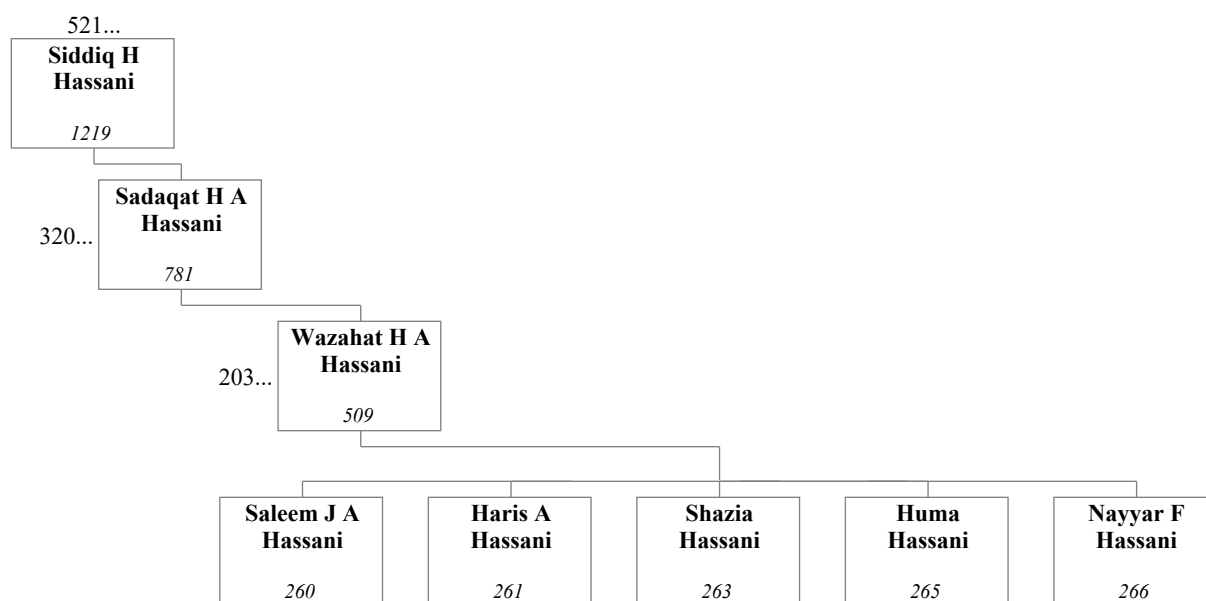 521...
Siddiq H
Hassani
1219
Sadaqat H A
Hassani
320...
781
Wazahat H A
Hassani
203...
509
Saleem J A
Hassani
260
Haris A
Hassani
261
Shazia
Hassani
263
Huma
Hassani
265
Nayyar F
Hassani
266